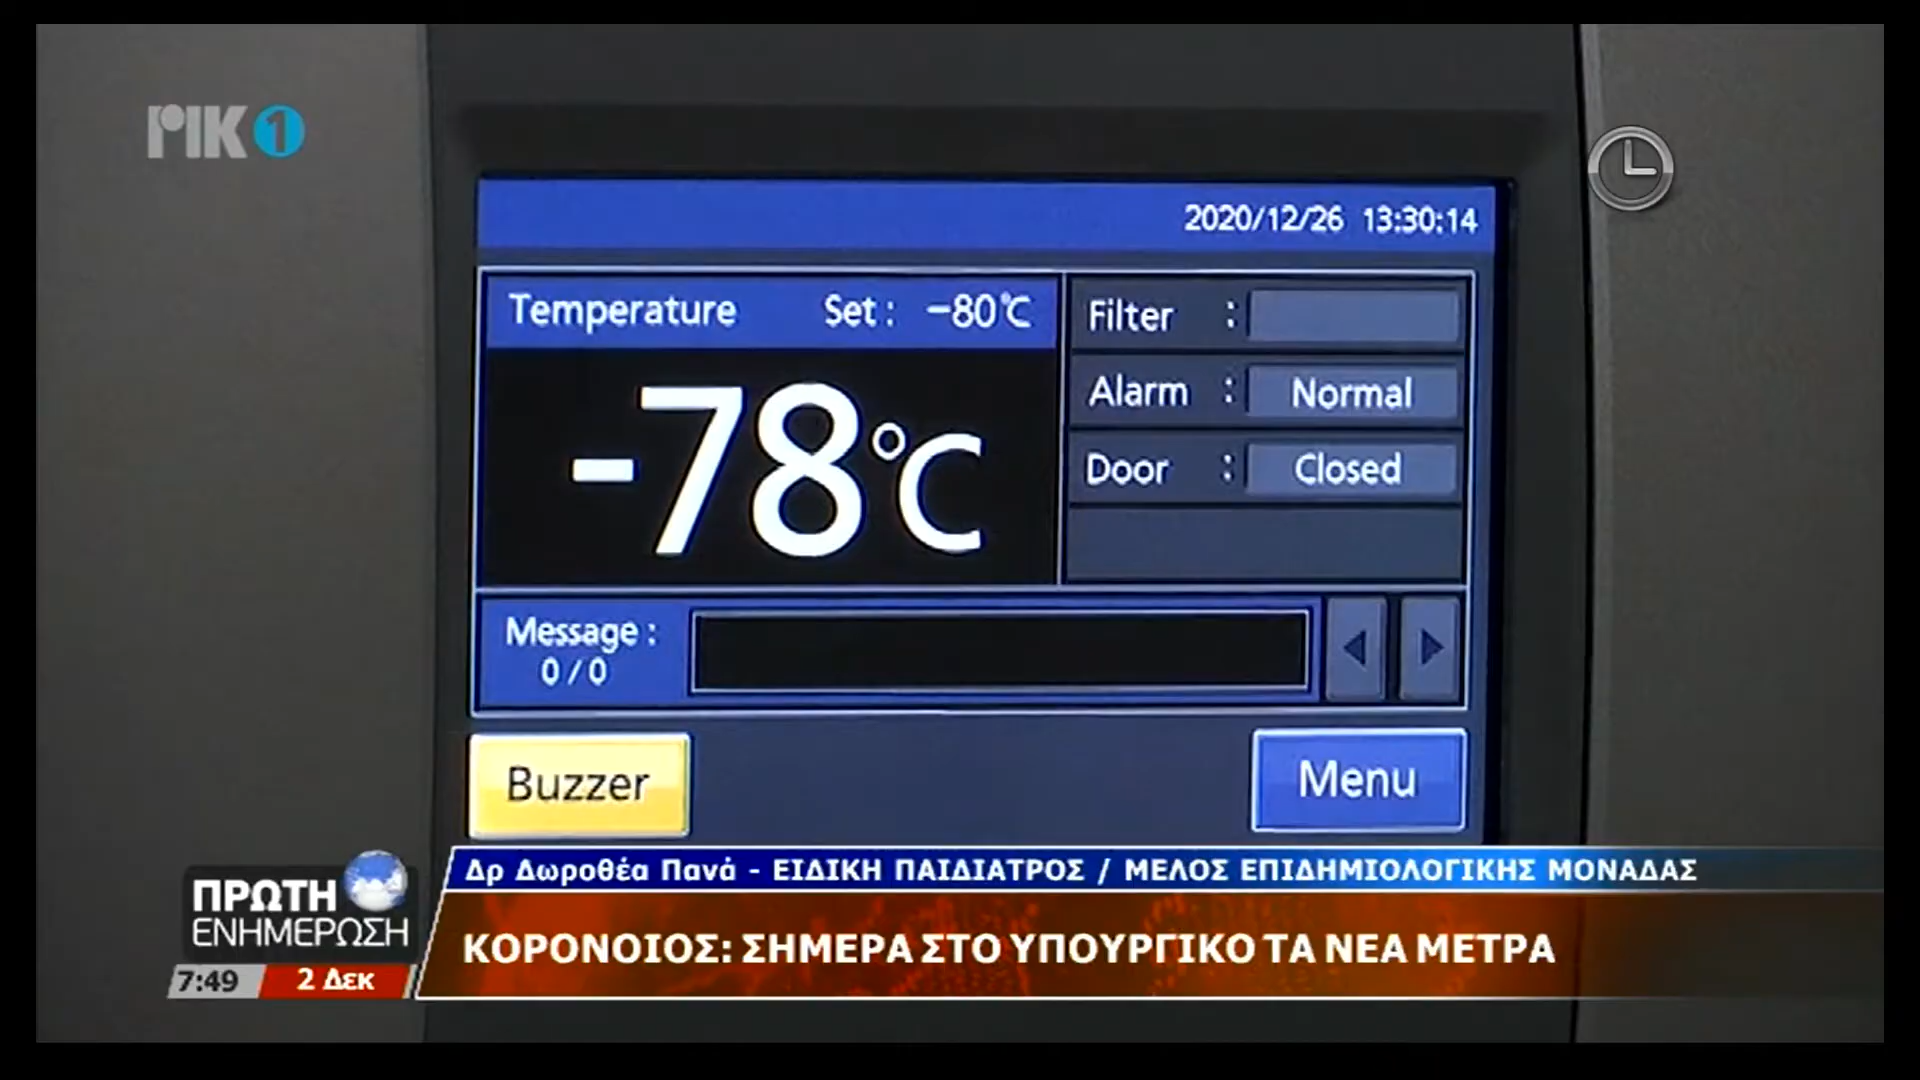 ΡΙΚ 1
2020/12/26 13:30:14
Temperature Set : -80°C
-78°C
Filter :
Alarm : Normal
Door : Closed
Message :
0 / 0
Buzzer
Menu
Δρ Δωροθέα Πανά - ΕΙΔΙΚΗ ΠΑΙΔΙΑΤΡΟΣ / ΜΕΛΟΣ ΕΠΙΔΗΜΙΟΛΟΓΙΚΗΣ ΜΟΝΑΔΑΣ
ΠΡΩΤΗ
ΕΝΗΜΕΡΩΣΗ
ΚΟΡΟΝΟΙΟΣ: ΣΗΜΕΡΑ ΣΤΟ ΥΠΟΥΡΓΙΚΟ ΤΑ ΝΕΑ ΜΕΤΡΑ
7:49 2 Δεκ